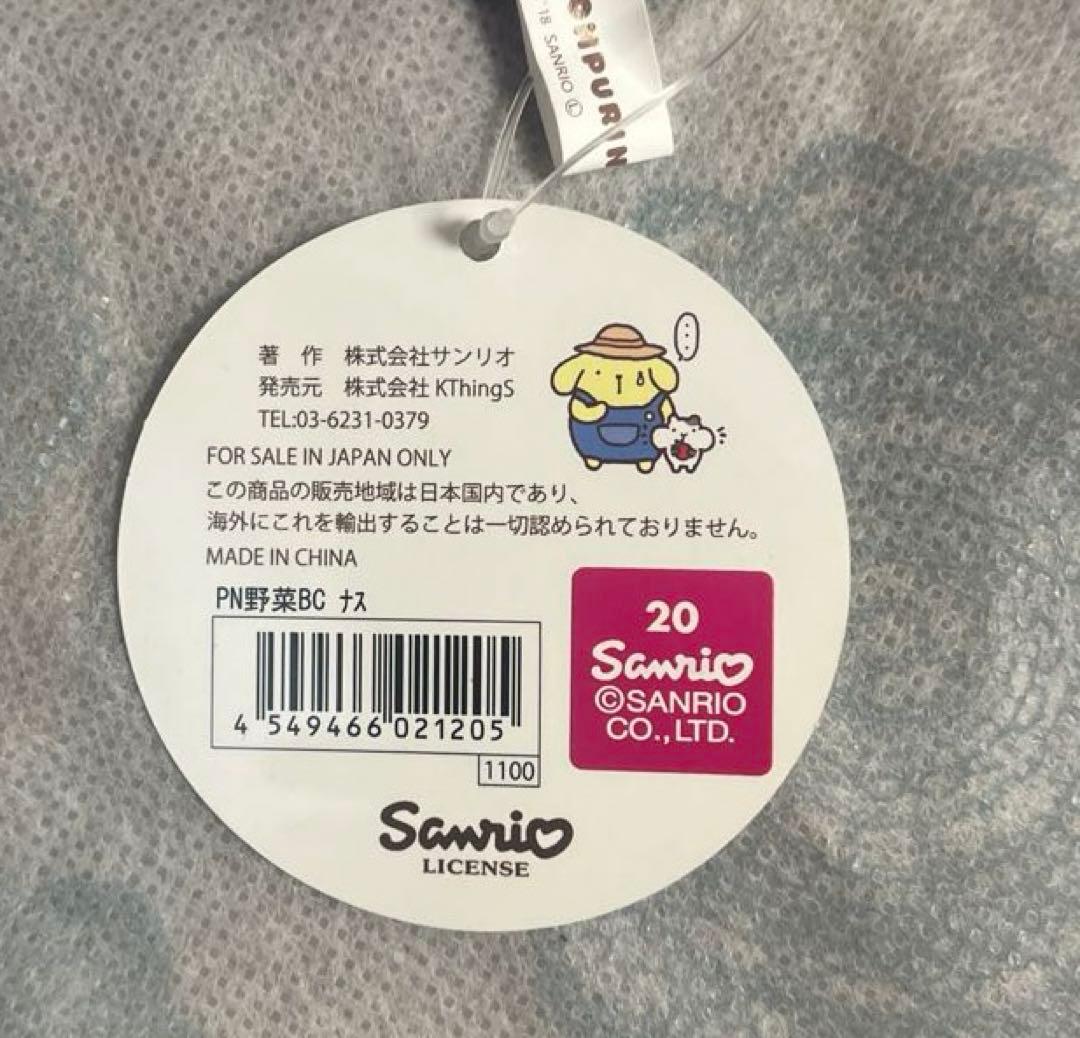 '18 SANRIO Ⓛ
OMPURIN
著 作 株式会社サンリオ
発売元 株式会社 KThingS
TEL:03-6231-0379
FOR SALE IN JAPAN ONLY
この商品の販売地域は日本国内であり、
海外にこれを輸出することは一切認められておりません。
MADE IN CHINA
PN野菜BC ナス
4 549466 021205
1100
20
Sanrio
©SANRIO
CO.,LTD.
Sanrio
LICENSE